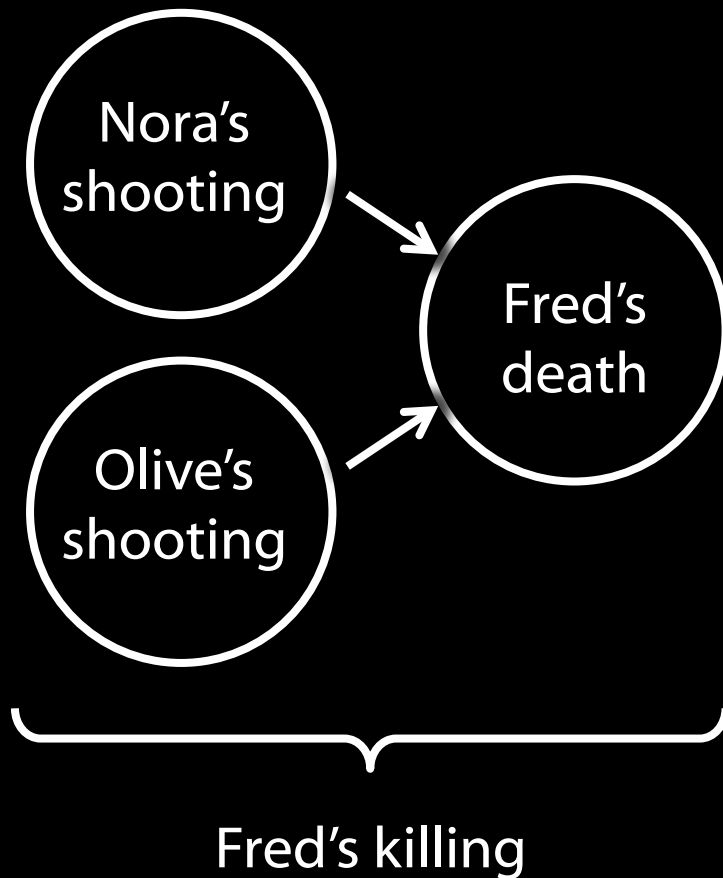 Nora’s
shooting
Fred’s
death
Olive’s
shooting
Fred’s killing